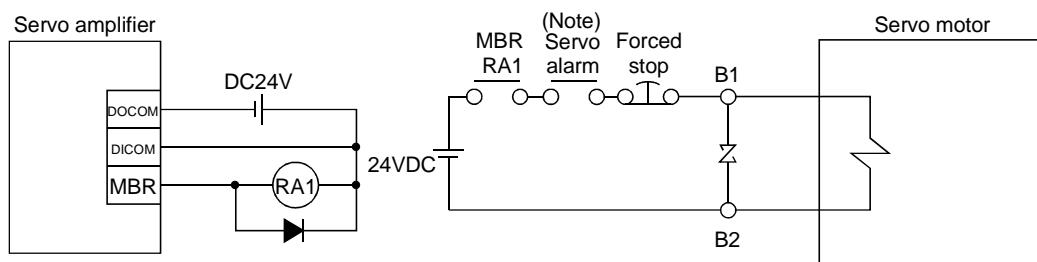 Servo amplifier
DC24V
DOCOM
DICOM
MBR
RA1
24VDC
MBR
RA1
(Note)
Servo
alarm
Forced
stop
B1
B2
Servo motor